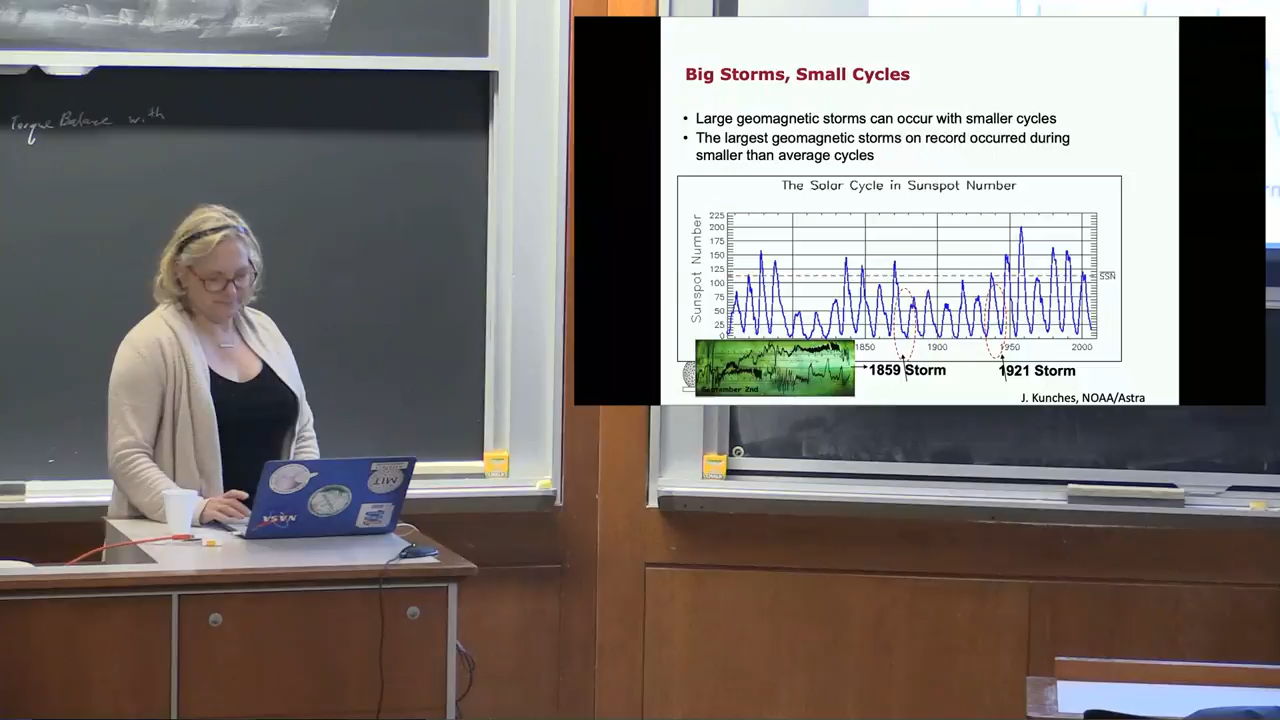 Torque Balance with
Big Storms, Small Cycles
• Large geomagnetic storms can occur with smaller cycles
• The largest geomagnetic storms on record occurred during
smaller than average cycles
The Solar Cycle in Sunspot Number
Sunspot Number
225
200
175
150
125
100
75
50
25
0
SSN
1850
1900
1950
2000
September 2nd
1859 Storm
1921 Storm
J. Kunches, NOAA/Astra
MIT
NASA